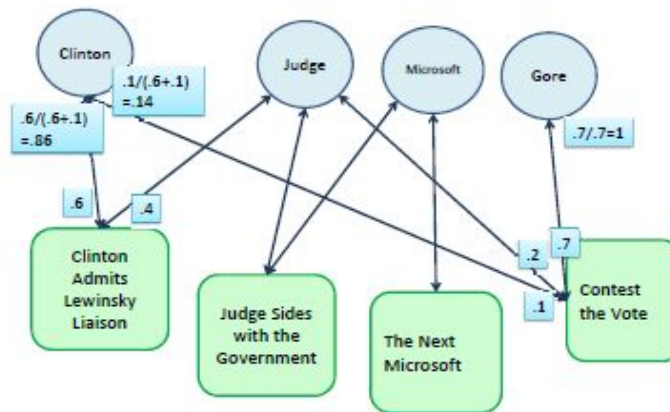 Clinton
Judge
Microsoft
Gore
.1/(.6+.1)
=.14
.6/(.6+.1)
=.86
.7/.7=1
.6
.4
.2
.7
.1
Clinton
Admits
Lewinsky
Liaison
Judge Sides
with the
Government
The Next
Microsoft
Contest
the Vote